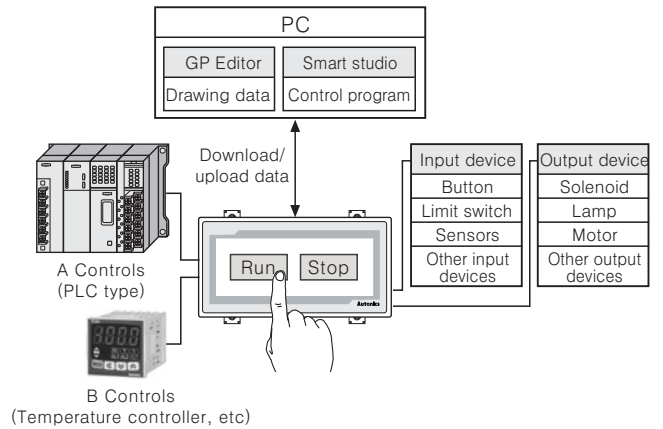 PC
GP Editor
Drawing data
Smart studio
Control program
Download/
upload data
A Controls
(PLC type)
B Controls
(Temperature controller, etc)
Run
Stop
Autonics
Input device
Button
Limit switch
Sensors
Other input
devices
Output device
Solenoid
Lamp
Motor
Other output
devices